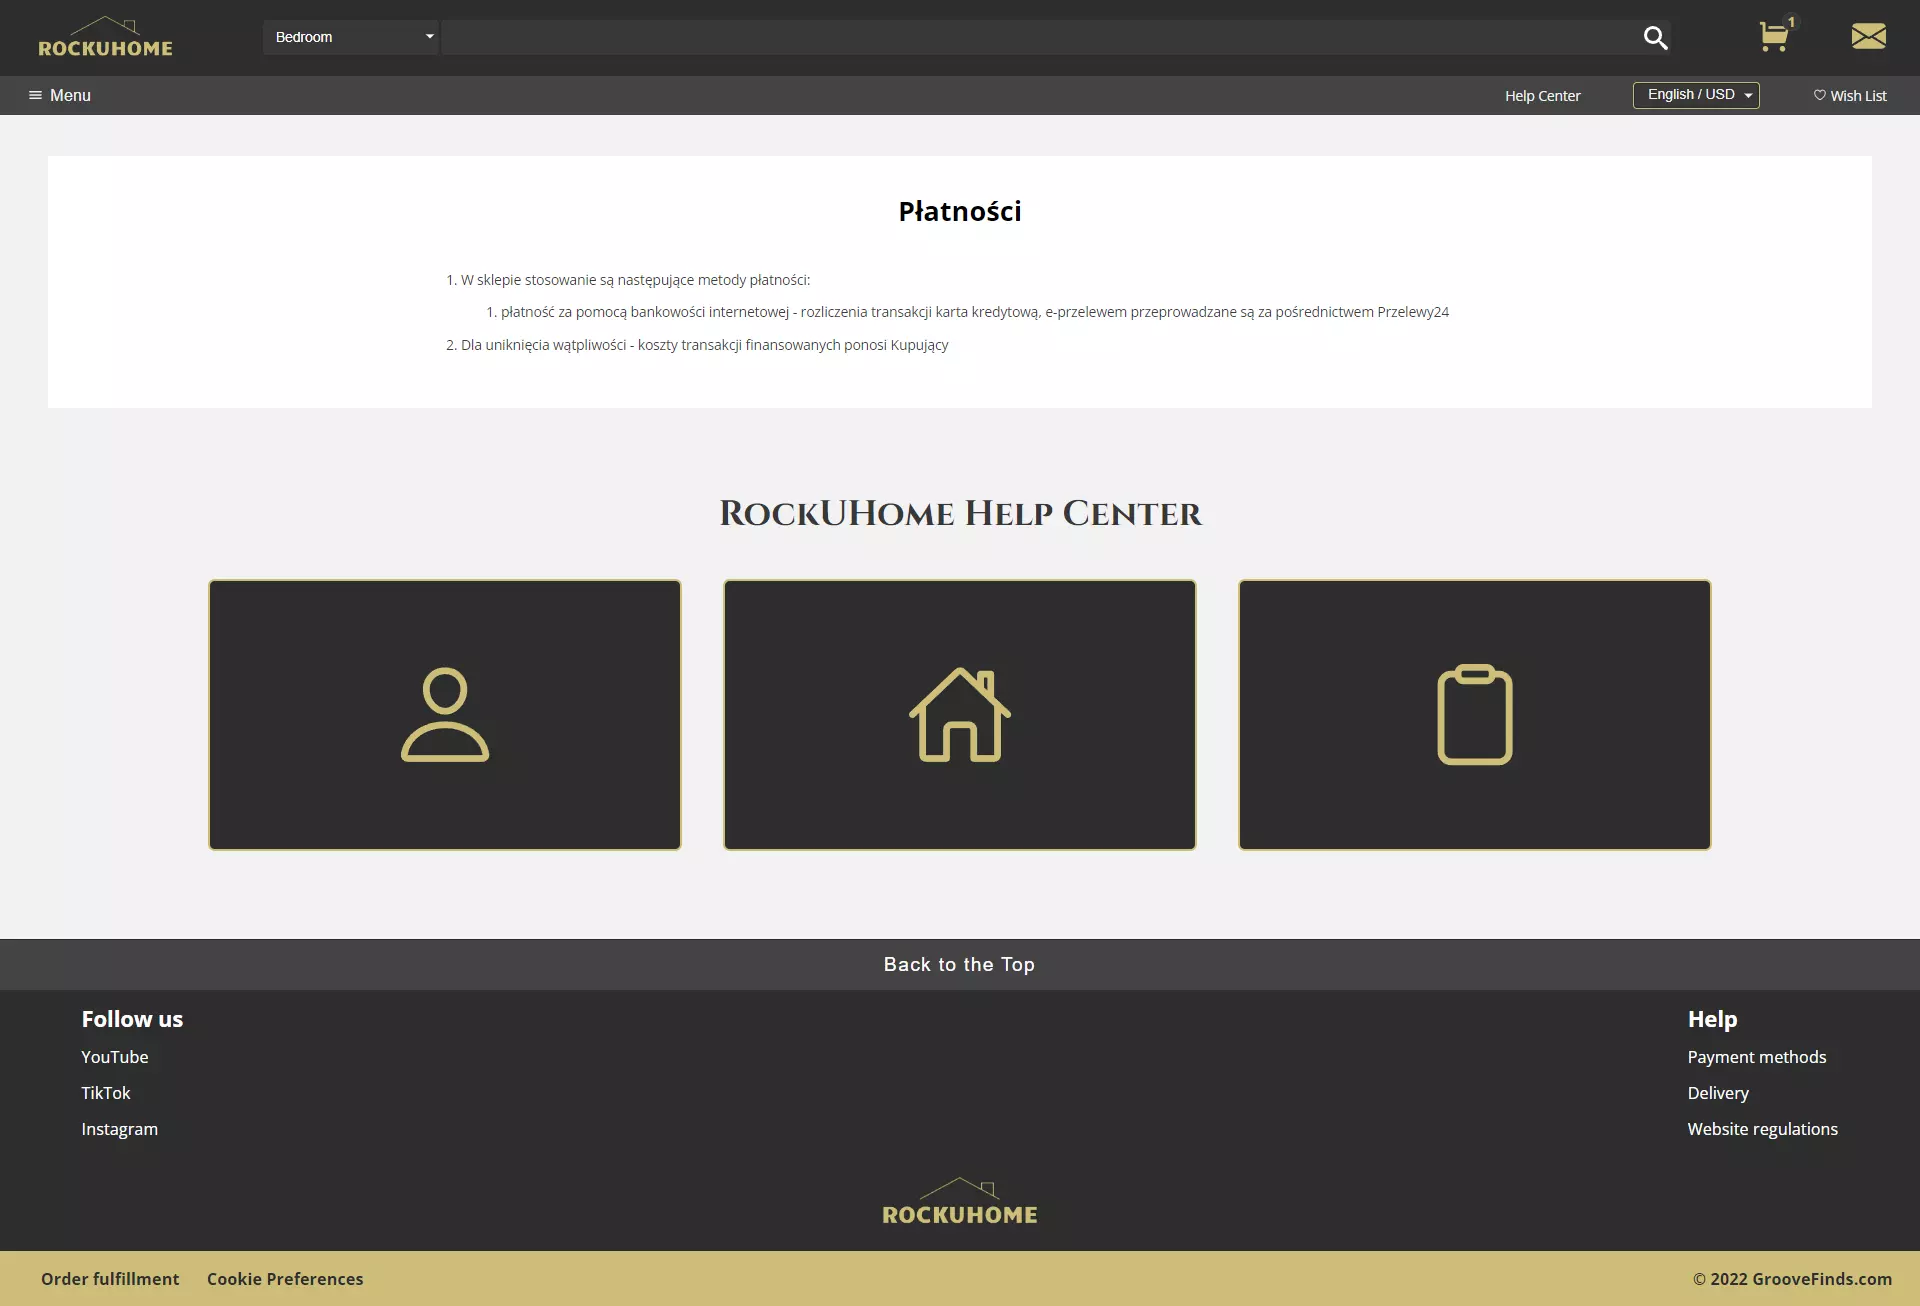 ROCKUHOME
Bedroom
1
Menu
Help Center
English / USD
Wish List
Płatności
1. W sklepie stosowanie są następujące metody płatności:
1. płatność za pomocą bankowości internetowej - rozliczenia transakcji karta kredytową, e-przelewem przeprowadzane są za pośrednictwem Przelewy24
2. Dla uniknięcia wątpliwości - koszty transakcji finansowanych ponosi Kupujący
RockUHome Help Center
Back to the Top
Follow us
YouTube
TikTok
Instagram
Help
Payment methods
Delivery
Website regulations
ROCKUHOME
Order fulfillment
Cookie Preferences
© 2022 GrooveFinds.com